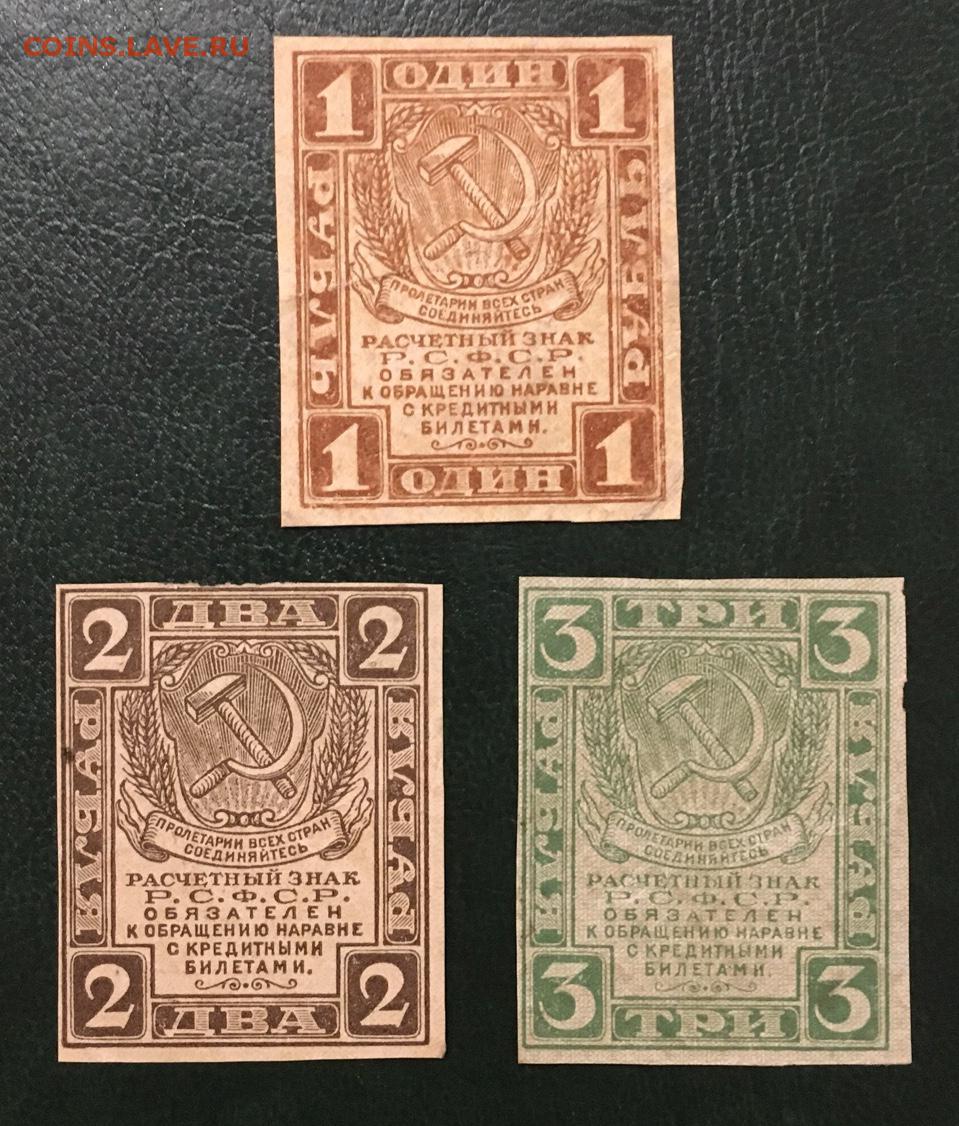 COINS.LAVE.RU
1 ОДИН 1
РУБЛЬ
РУБЛЬ
ПРОЛЕТАРИИ ВСЕХ СТРАН
СОЕДИНЯЙТЕСЬ
РАСЧЕТНЫЙ ЗНАК
Р.С.Ф.С.Р.
ОБЯЗАТЕЛЕН
К ОБРАЩЕНИЮ НАРАВНЕ
С КРЕДИТНЫМИ
БИЛЕТАМИ.
1 ОДИН 1
2 ДВА 2
РУБЛЯ
РУБЛЯ
ПРОЛЕТАРИИ ВСЕХ СТРАН
СОЕДИНЯЙТЕСЬ
РАСЧЕТНЫЙ ЗНАК
Р.С.Ф.С.Р.
ОБЯЗАТЕЛЕН
К ОБРАЩЕНИЮ НАРАВНЕ
С КРЕДИТНЫМИ
БИЛЕТАМИ.
2 ДВА 2
3 ТРИ 3
РУБЛЯ
РУБЛЯ
ПРОЛЕТАРИИ ВСЕХ СТРАН
СОЕДИНЯЙТЕСЬ
РАСЧЕТНЫЙ ЗНАК
Р.С.Ф.С.Р.
ОБЯЗАТЕЛЕН
К ОБРАЩЕНИЮ НАРАВНЕ
С КРЕДИТНЫМИ
БИЛЕТАМИ.
3 ТРИ 3